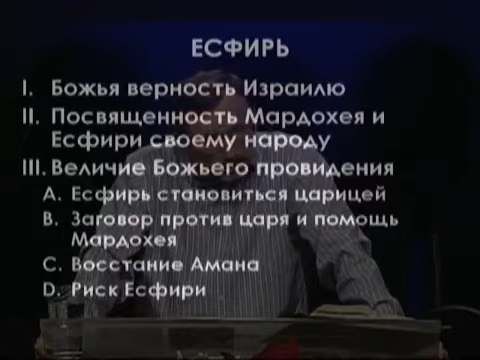 ЕСФИРЬ
I. Божья верность Израилю
II. Посвященность Мардохея и
Есфири своему народу
III. Величие Божьего провидения
A. Есфирь становиться царицей
B. Заговор против царя и помощь
Мардохея
C. Восстание Амана
D. Риск Есфири